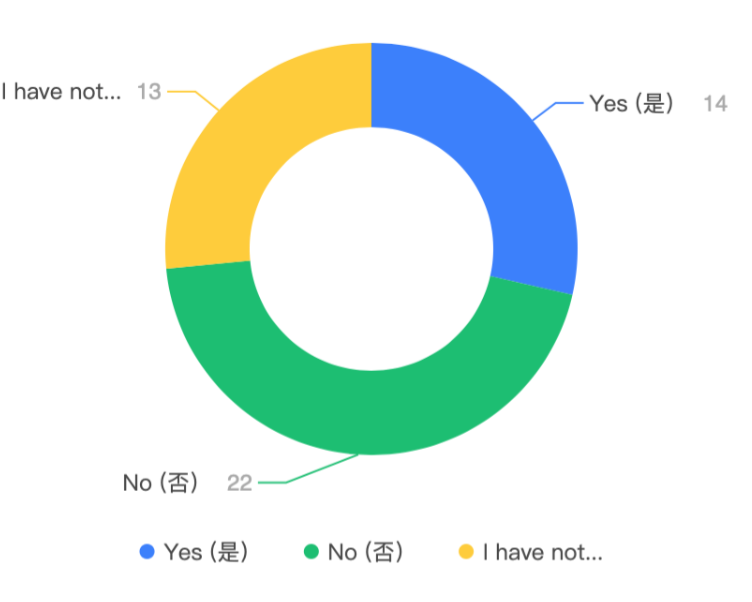 I have not... 13
Yes (是) 14
No (否) 22
Yes (是) No (否) I have not...